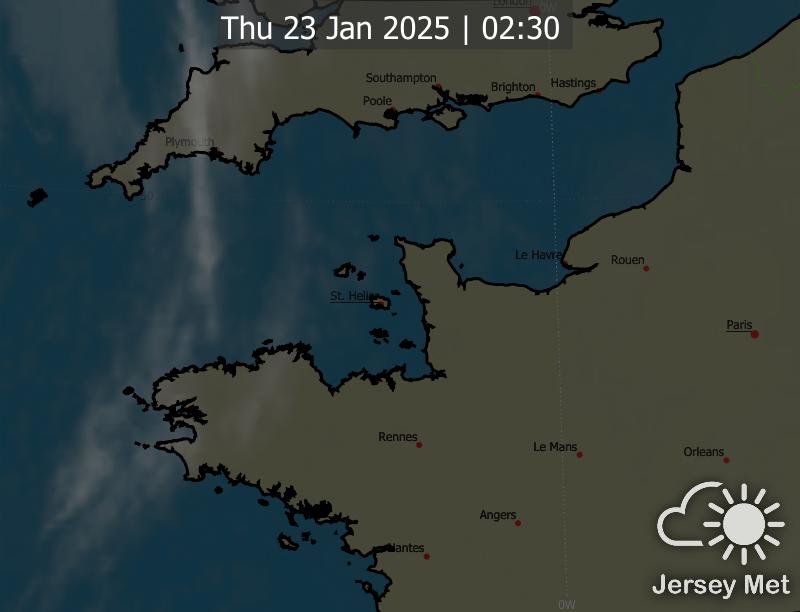 London
0W
Thu 23 Jan 2025 | 02:30
Southampton
Brighton
Hastings
Poole
Plymouth
50
Le Havre
Rouen
St. Helier
Paris
Rennes
Le Mans
Orleans
Angers
Nantes
Jersey Met
0W